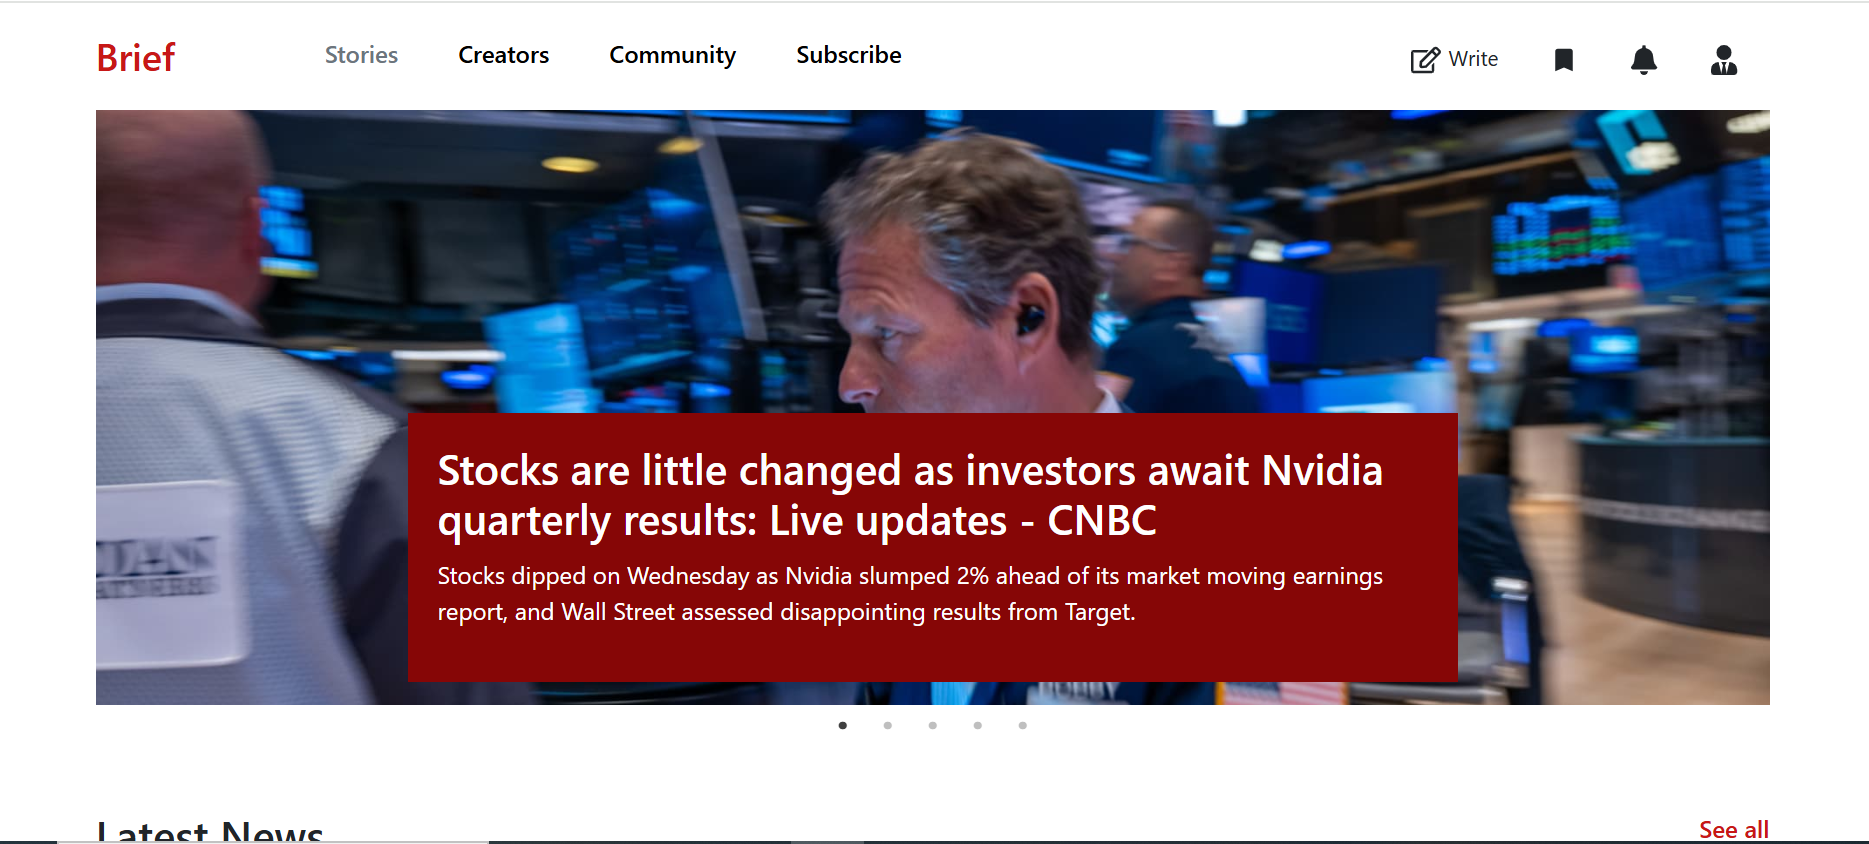 Brief
Stories
Creators
Community
Subscribe
Write
Stocks are little changed as investors await Nvidia
quarterly results: Live updates - CNBC
Stocks dipped on Wednesday as Nvidia slumped 2% ahead of its market moving earnings
report, and Wall Street assessed disappointing results from Target.
Latest News
See all